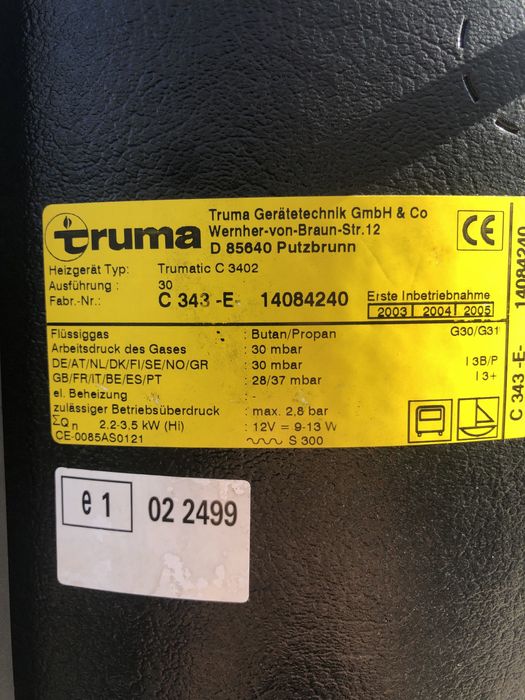 truma
Truma Gerätetechnik GmbH & Co
Wernher-von-Braun-Str.12
D 85640 Putzbrunn
CE
Heizgerät Typ: Trumatic C 3402
Ausführung : 30
Fabr.-Nr.: C 343 -E- 14084240
Erste Inbetriebnahme
2003 2004 2005
Flüssiggas : Butan/Propan G30/G31
Arbeitsdruck des Gases : 30 mbar
DE/AT/NL/DK/FI/SE/NO/GR : 30 mbar I 3B/P
GB/FR/IT/BE/ES/PT : 28/37 mbar I 3+
el. Beheizung : -
zulässiger Betriebsüberdruck : max. 2,8 bar
ΣQn 2.2-3,5 kW (Hi) : 12V = 9-13 W
CE-0085AS0121 S 300
C 343 -E- 14084240
e1 02 2499